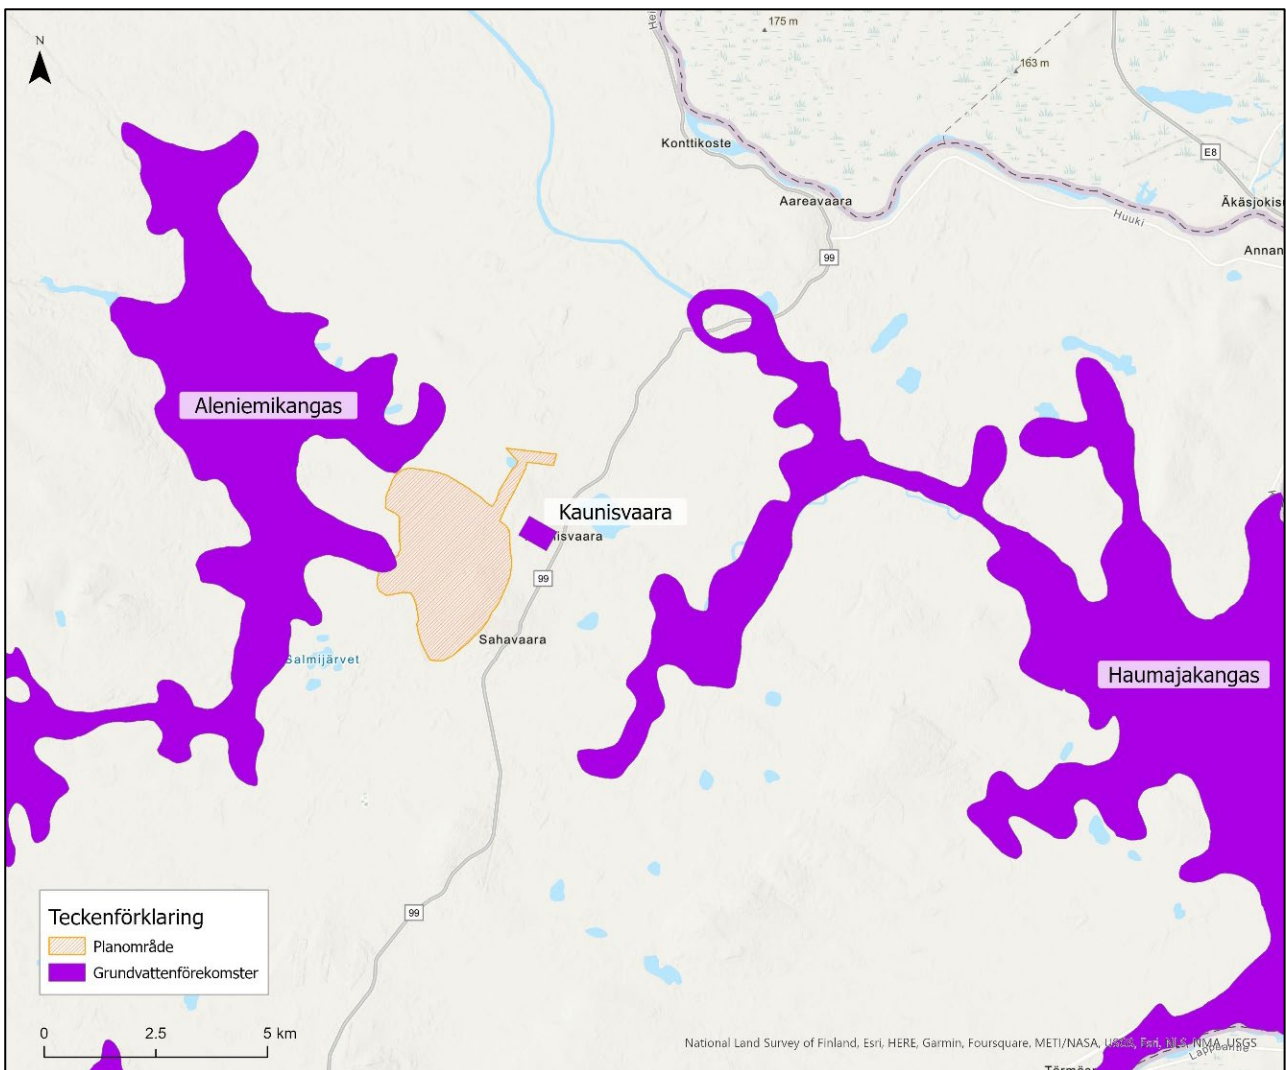 175 m
N
163 m
Konttikoste
E8
Aareavaara
Äkäsjokisu
Huuki
Annan
99
Aleniemikangas
Kaunisvaara
isvaara
99
Sahavaara
Salmijärvet
Haumajakangas
99
Teckenförklaring
Planområde
Grundvattenförekomster
0 2.5 5 km
National Land Survey of Finland, Esri, HERE, Garmin, Foursquare, METI/NASA, USGS, Esri, NLS, NMA, USGS